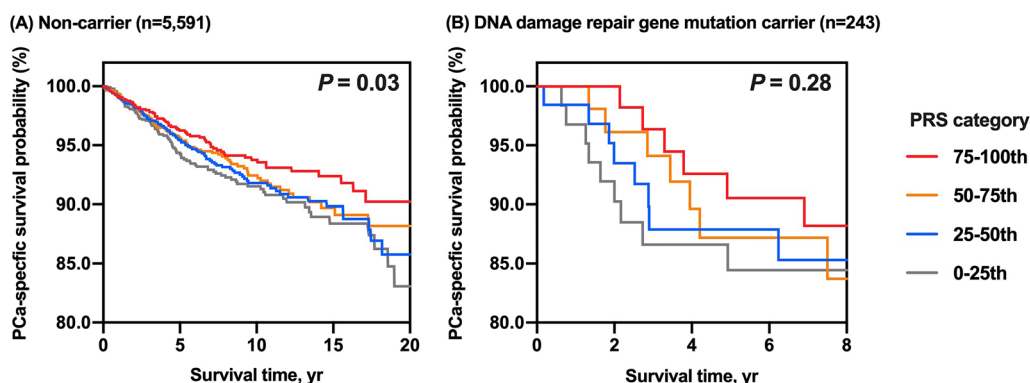 (A) Non-carrier (n=5,591)
PCa-specfic survival probability (%)
100.0
95.0
90.0
85.0
80.0
P = 0.03
0 5 10 15 20
Survival time, yr
(B) DNA damage repair gene mutation carrier (n=243)
PCa-specfic survival probability (%)
100.0
95.0
90.0
85.0
80.0
P = 0.28
0 2 4 6 8
Survival time, yr
PRS category
75-100th
50-75th
25-50th
0-25th